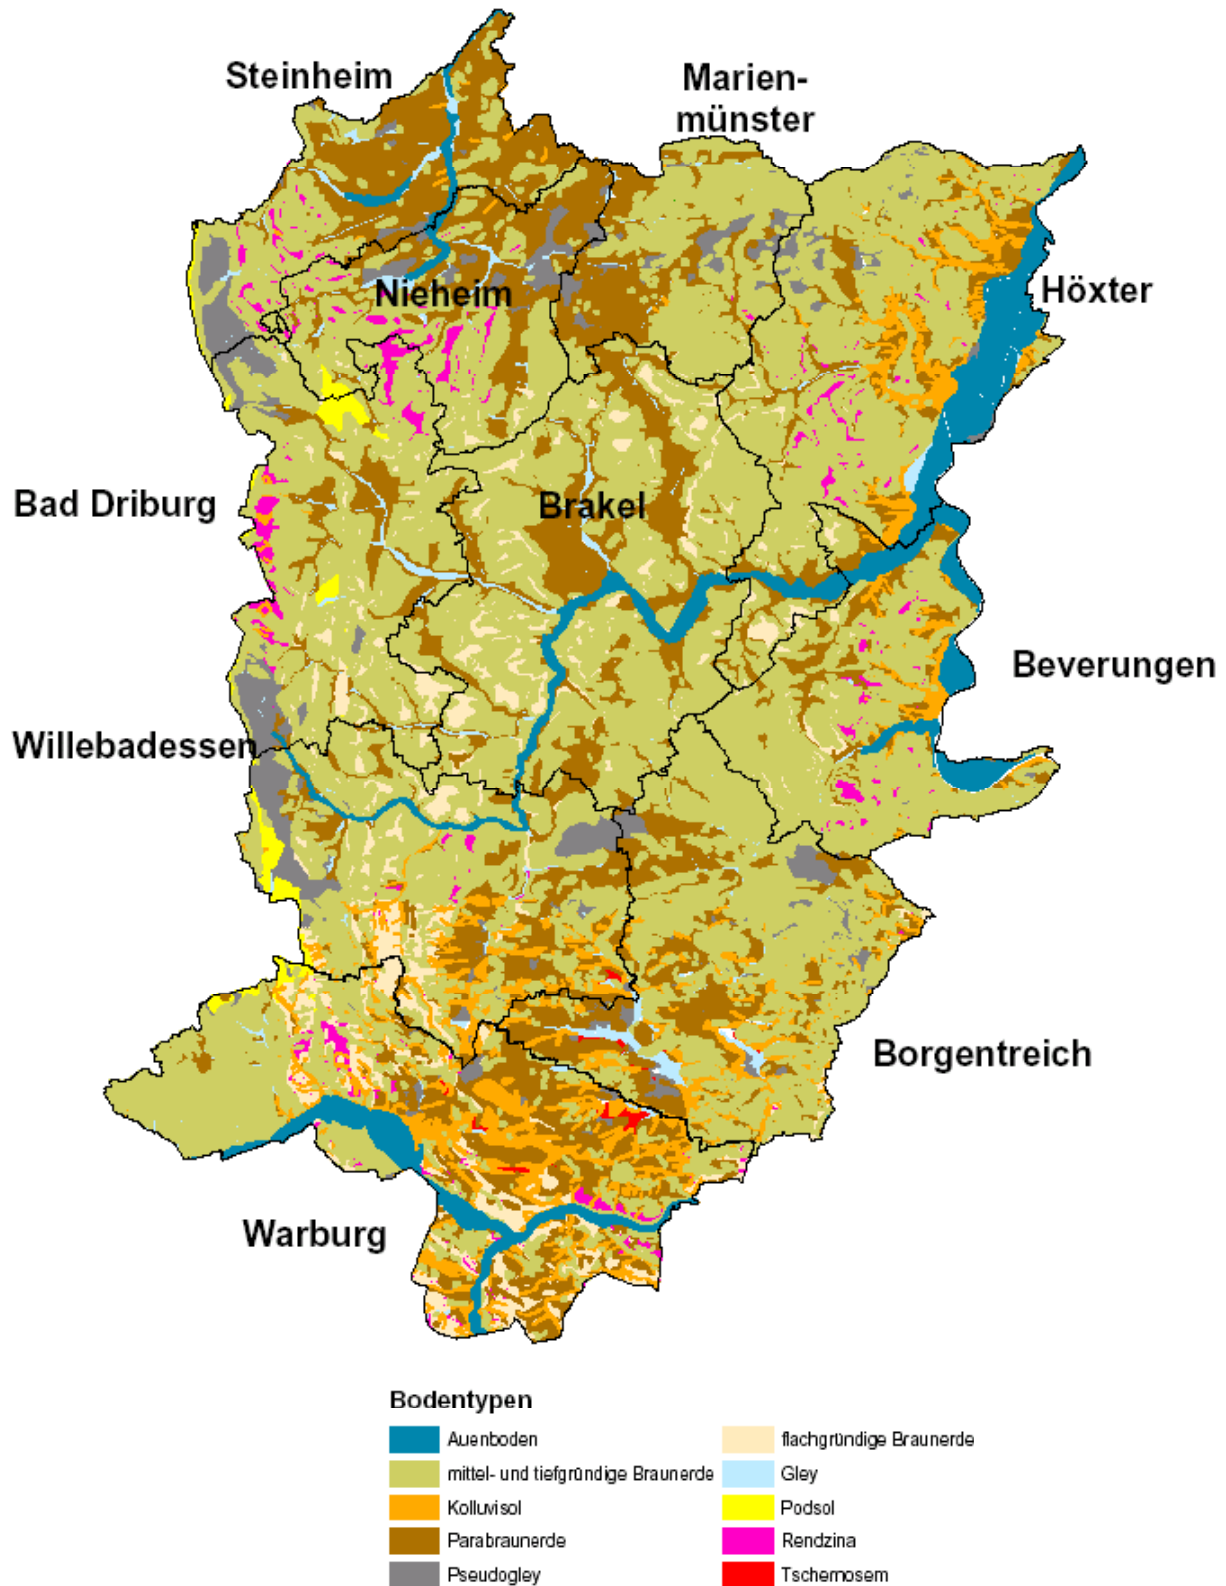 Steinheim
Marien-
münster
Höxter
Nieheim
Bad Driburg
Brakel
Beverungen
Willebadessen
Borgentreich
Warburg
Bodentypen
Auenboden
flachgründige Braunerde
mittel- und tiefgründige Braunerde
Gley
Kolluvisol
Podsol
Parabraunerde
Rendzina
Pseudogley
Tschernosem